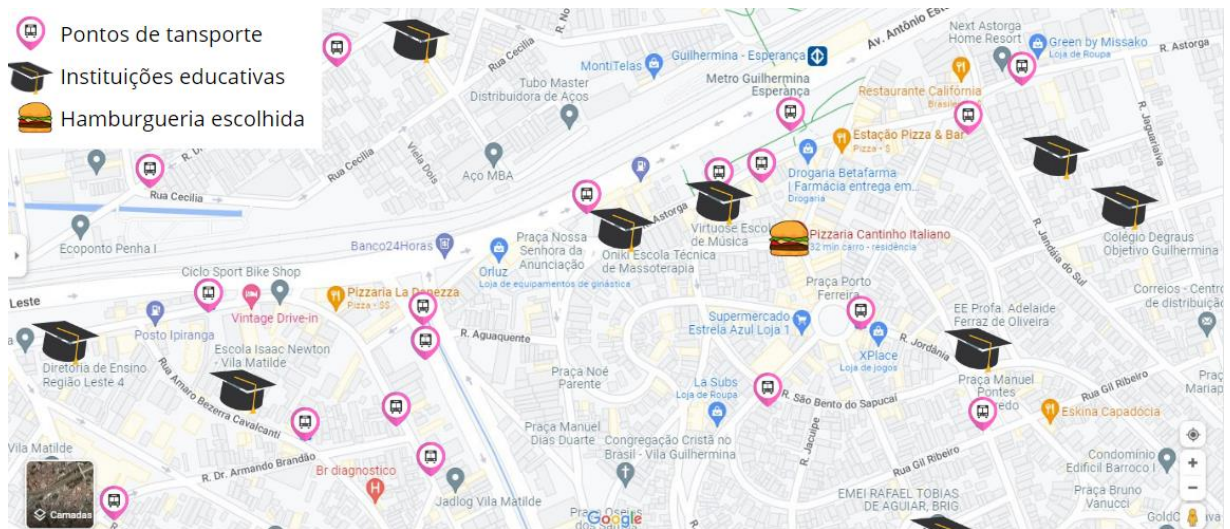 Pontos de tansporte
Instituições educativas
Hamburgueria escolhida
Rua Cecilia
Viela Dois
Rua Cecília
Rua Cecilia
Ecoponto Penha I
Tubo Master
Distribuidora de Aços
MontiTelas
Aço MBA
Guilhermina - Esperança
Metro Guilhermina
Esperança
Next Astorga
Home Resort
Green by Missako
Loja de Roupa
R. Astorga
Restaurante Califórnia
R. Jaguariaíva
Estação Pizza & Bar
Pizza - $
Drogaria Betafarma
| Farmácia entrega em...
Drogaria
Astorga
Virtuose Escol
de Música
Pizzaria Cantinho Italiano
32 min carro - residência
Colégio Degraus
Objetivo Guilhermina
R. Jandaia do Sul
Banco24Horas
Praça Nossa
Senhora da
Anunciação
Oniki Escola Técnica
de Massoterapia
Orluz
Loja de equipamentos de ginástica
Leste
Ciclo Sport Bike Shop
Vintage Drive-in
Pizzaria La
Pizza - $$
Posto Ipiranga
Praça Porto
Ferreira
Supermercado
Estrela Azul Loja 1
XPlace
Loja de jogos
EE Profa. Adelaide
Ferraz de Oliveira
R. Jordânia
Correios - Centro
de distribuiçã
Diretoria de Ensino
Região Leste 4
Escola Isaac Newton
- Vila Matilde
R. Aguaquente
Praça Noé
Parente
La Subs
Loja de Roupa
R. São Bento do Sapucaí
Praça Manuel
Pontes
Rua Gil Ribeiro
Eskina Capadócia
Rua Amaro Bezerra Cavalcanti
R. Dr. Armando Brandão
Vila Matilde
Br diagnostico
Jadlog Vila Matilde
Praça Manuel
Dias Duarte
Congregação Cristã no
Brasil - Vila Guilhermina
R. Jacuipe
Rua Gil Ribeiro
EMEI RAFAEL TOBIAS
DE AGUIAR, BRIG.
Condomínio
Edificil Barroco I
Praça Bruno
Vanucci
Camadas
Google